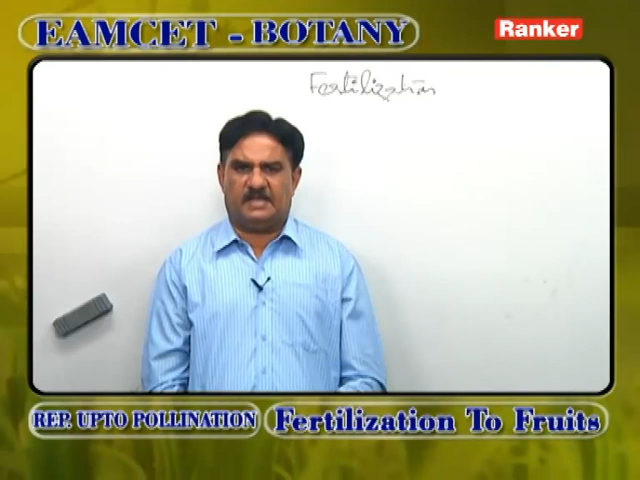 EAMCET - BOTANY
Ranker
Fertilization
REP. UPTO POLLINATION
Fertilization To Fruits